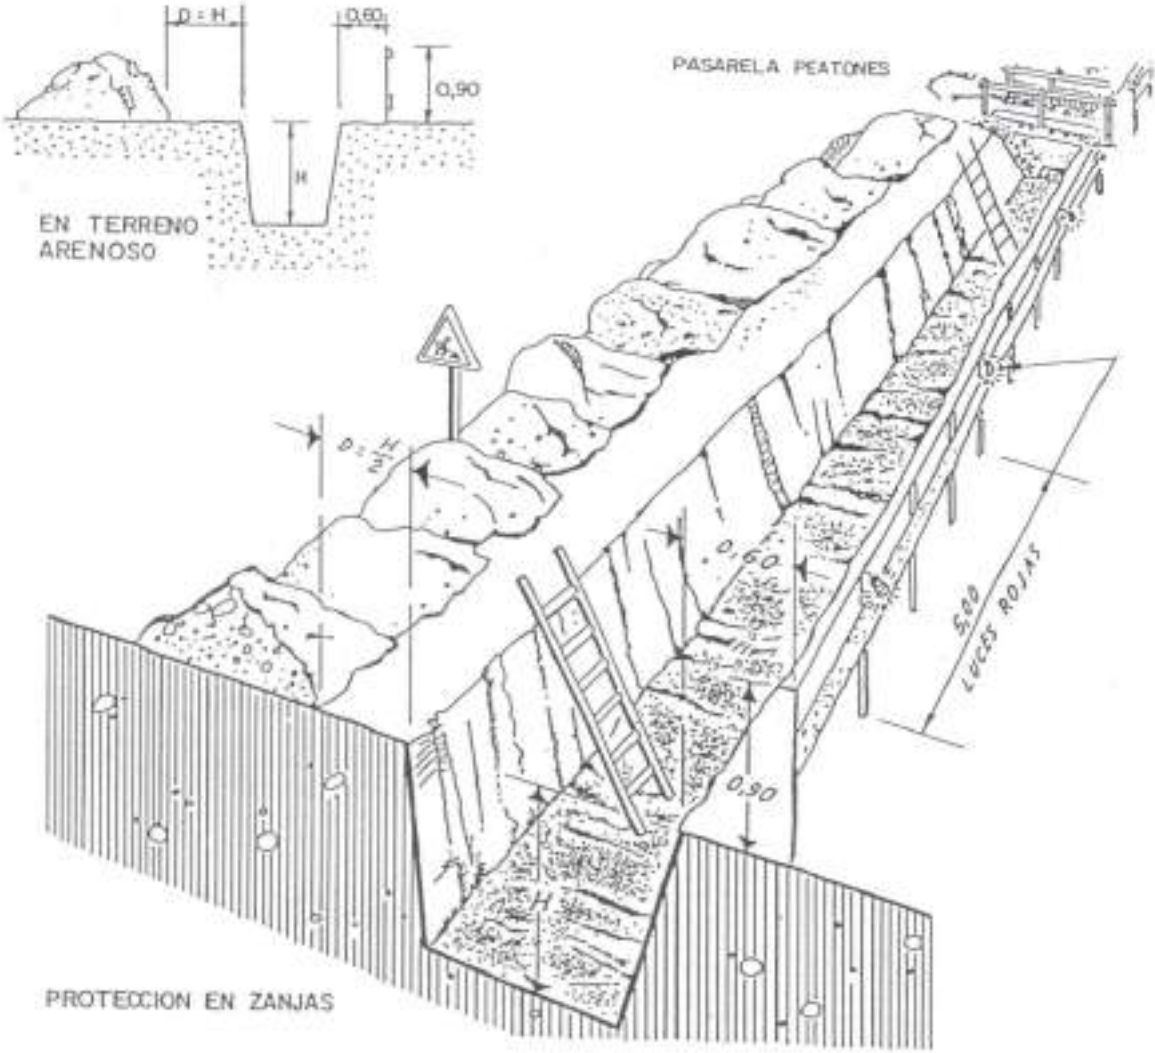 D = H
0,60
0,90
H
EN TERRENO
ARENOSO
PASARELA PEATONES
D = H/2
0,60
5,00
LUCES ROJAS
0,90
H
PROTECCION EN ZANJAS